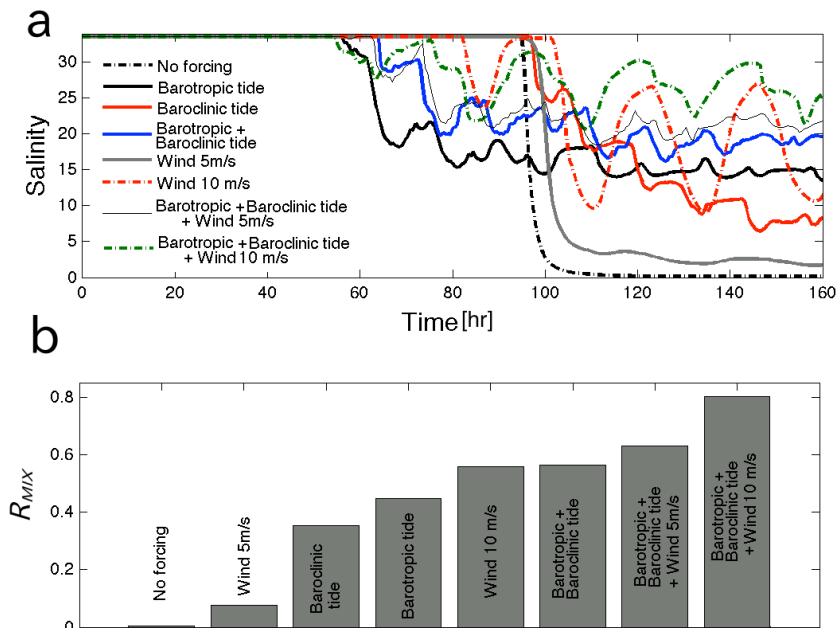 a
30
25
20
15
10
5
0
Salinity
No forcing
Barotropic tide
Baroclinic tide
Barotropic +
Baroclinic tide
Wind 5m/s
Wind 10 m/s
Barotropic +Baroclinic tide
+ Wind 5m/s
Barotropic +Baroclinic tide
+ Wind 10 m/s
0 20 40 60 80 100 120 140 160
Time [hr]
b
0.8
0.6
0.4
0.2
0
R_MIX
No forcing
Wind 5m/s
Baroclinic
tide
Barotropic tide
Wind 10 m/s
Barotropic +
Baroclinic tide
Barotropic +
Baroclinic tide
+ Wind 5m/s
Barotropic +
Baroclinic tide
+ Wind 10 m/s